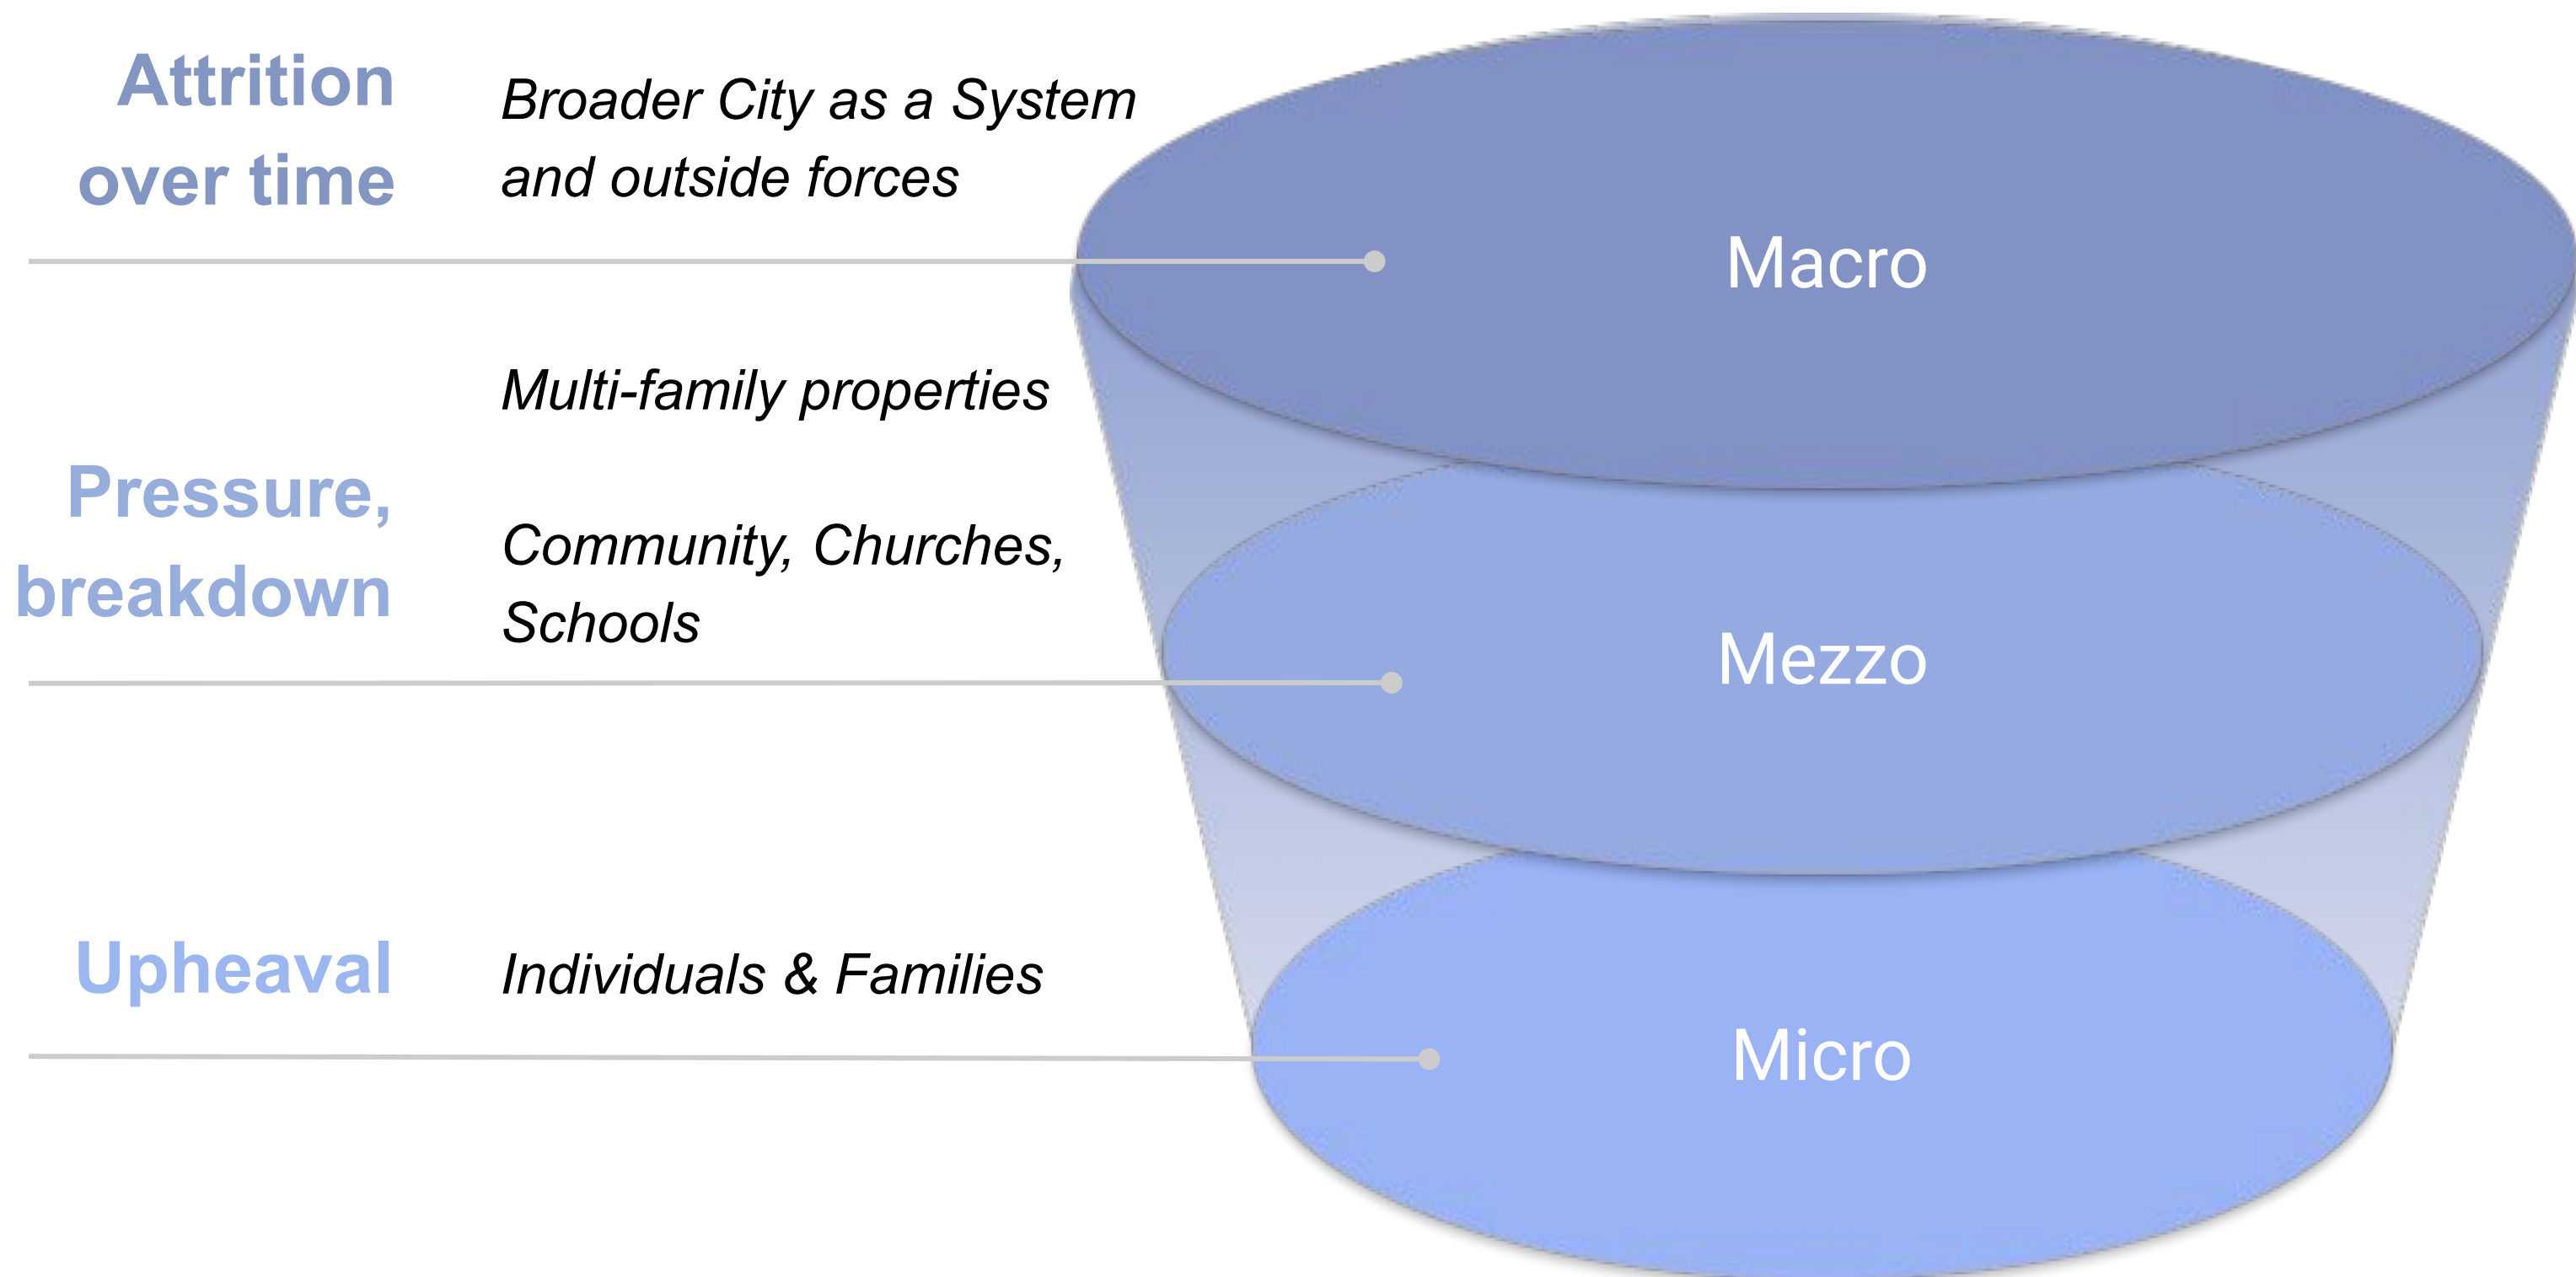 Attrition
over time
Broader City as a System
and outside forces
Macro
Multi-family properties
Pressure,
breakdown
Community, Churches,
Schools
Mezzo
Upheaval
Individuals & Families
Micro